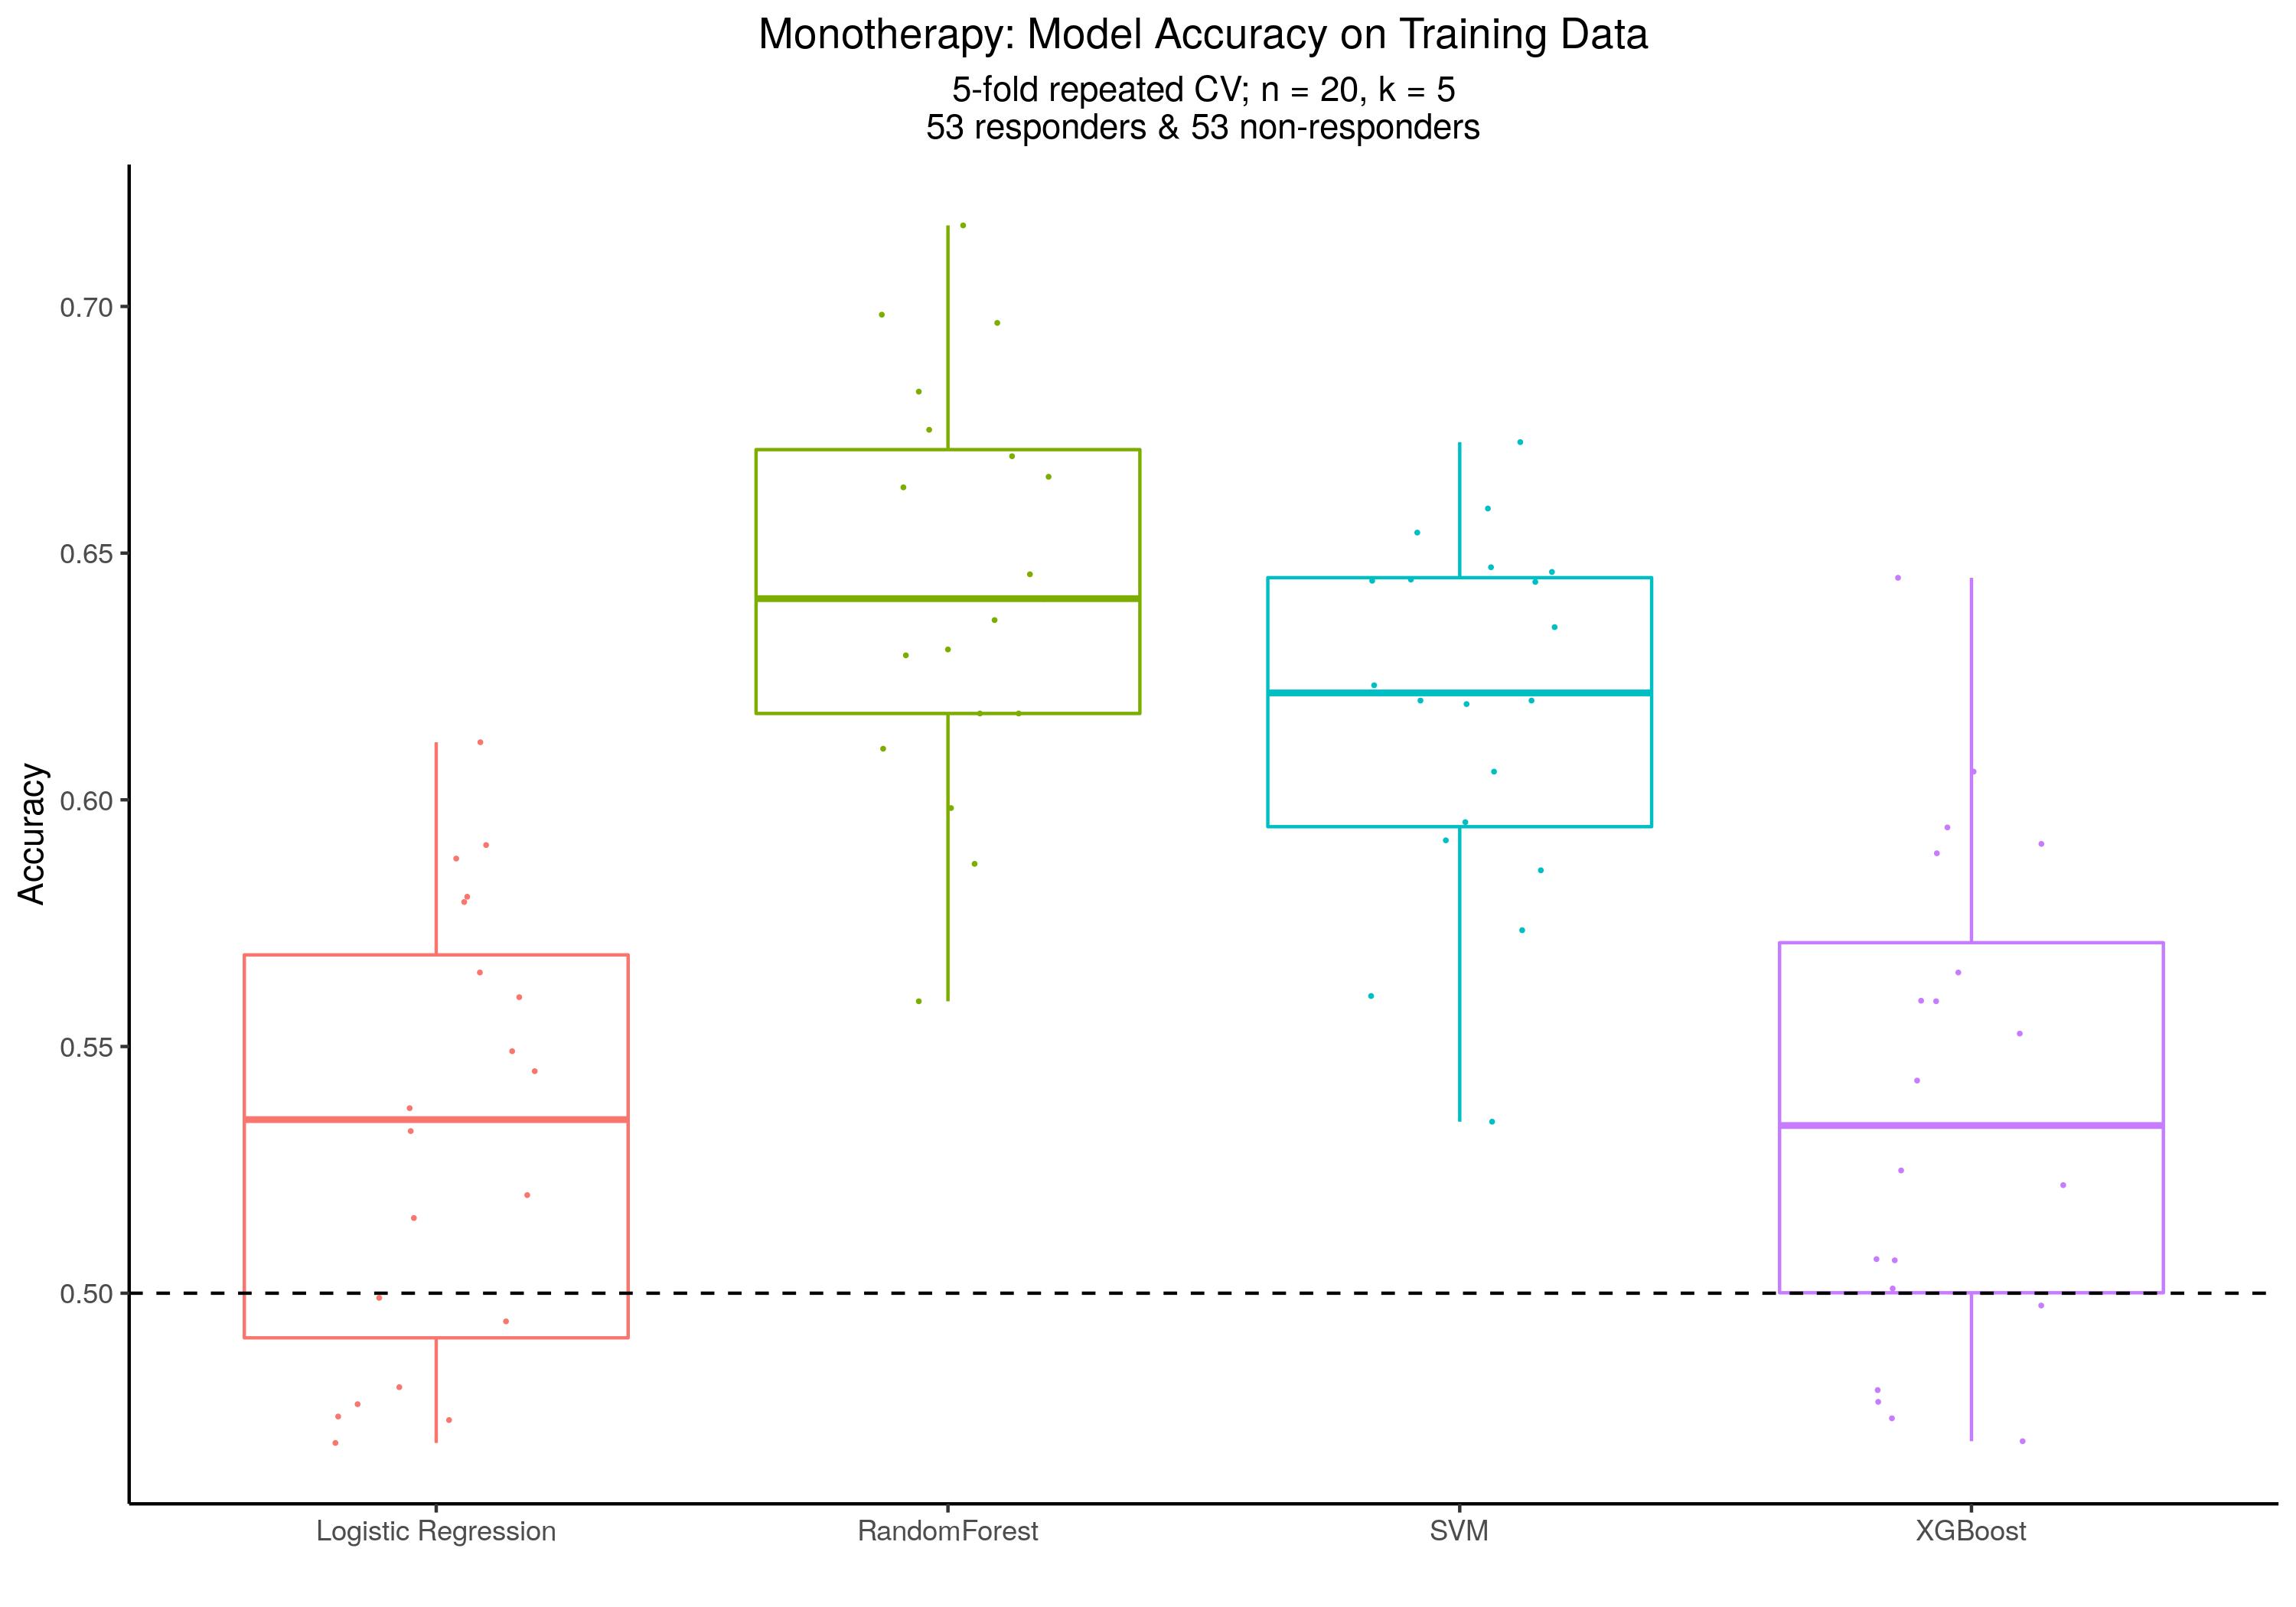 Monotherapy: Model Accuracy on Training Data
5-fold repeated CV; n = 20, k = 5
53 responders & 53 non-responders
Accuracy
0.70
0.65
0.60
0.55
0.50
Logistic Regression
RandomForest
SVM
XGBoost